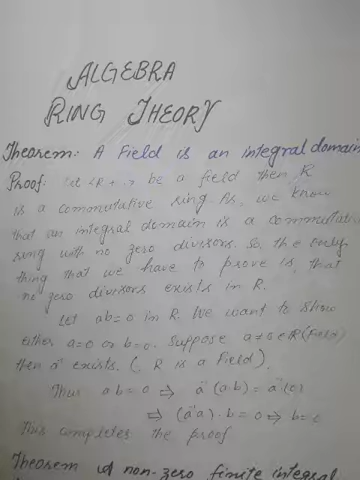 ALGEBRA
RING THEORY
Theorem: A Field is an integral domain
Proof: Let <R + .> be a field then R
is a commutative ring. As, we know
that an integral domain is a commutati
ring with no zero divisors. So, the only
thing that we have to prove is, that
no zero divisors exists in R.
Let ab=0 in R. We want to show
either a=0 or b=0. Suppose a≠0∈R (Field)
then a⁻¹ exists. (, R is a Field).
Thus ab=0 ⇒ a⁻¹(a.b) = a⁻¹(0)
⇒ (a⁻¹a).b=0 ⇒ b=0
This completes the proof
Theorem A non-zero finite integral